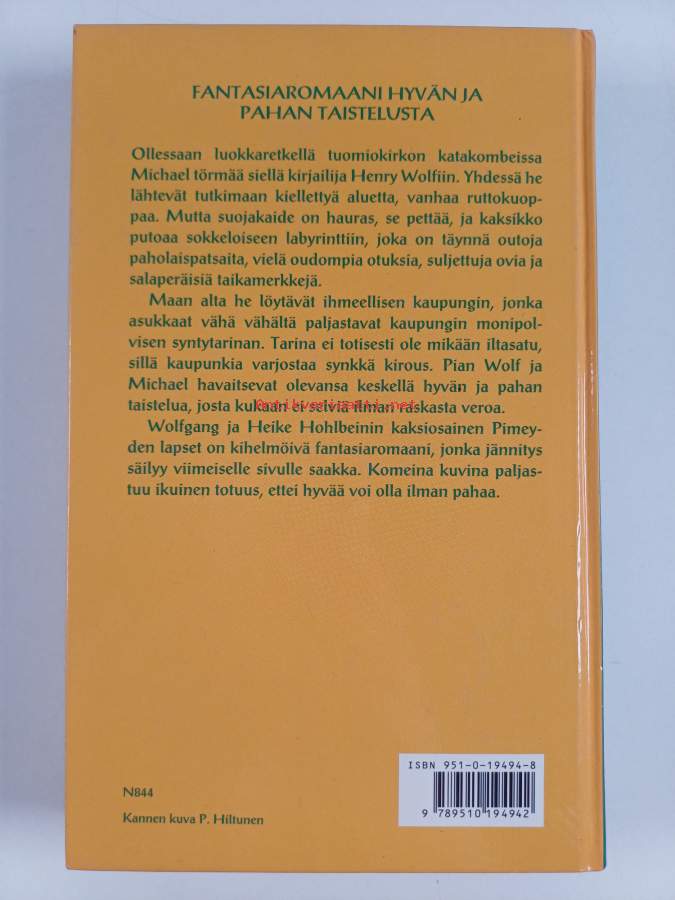 FANTASIAROMAANI HYVÄN JA
PAHAN TAISTELUSTA
Ollessaan luokkaretkellä tuomiokirkon katakombeissa
Michael törmää siellä kirjailija Henry Wolfiin. Yhdessä he
lähtevät tutkimaan kiellettyä aluetta, vanhaa ruttokuop-
paa. Mutta suojakaide on hauras, se pettää, ja kaksikko
putoaa sokkeloiseen labyrinttiin, joka on täynnä outoja
paholaispatsaita, vielä oudompia otuksia, suljettuja ovia ja
salaperäisiä taikamerkkejä.
Maan alta he löytävät ihmeellisen kaupungin, jonka
asukkaat vähä vähältä paljastavat kaupungin monipol-
visen syntytarinan. Tarina ei totisesti ole mikään iltasatu,
sillä kaupunkia varjostaa synkkä kirous. Pian Wolf ja
Michael havaitsevat olevansa keskellä hyvän ja pahan
taistelua, josta kukaan ei selviä ilman raskasta veroa.
Antikvariaatti.net
Wolfgang ja Heike Hohlbeinin kaksiosainen Pimey-
den lapset on kihelmöivä fantasiaromaani, jonka jännitys
säilyy viimeiselle sivulle saakka. Komeina kuvina paljas-
tuu ikuinen totuus, ettei hyvää voi olla ilman pahaa.
ISBN 951-0-19494-8
9 789510 194942
N844
Kannen kuva P. Hiltunen